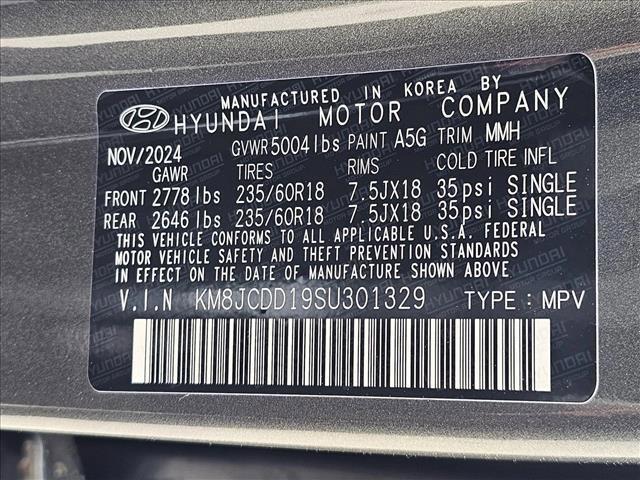 MANUFACTURED IN KOREA BY
HYUNDAI MOTOR COMPANY
NOV/2024 GVWR 5004lbs PAINT A5G TRIM MMH
GAWR TIRES RIMS COLD TIRE INFL
FRONT 2778 lbs 235/60R18 7.5JX18 35psi SINGLE
REAR 2646 lbs 235/60R18 7.5JX18 35psi SINGLE
THIS VEHICLE CONFORMS TO ALL APPLICABLE U.S.A. FEDERAL
MOTOR VEHICLE SAFETY AND THEFT PREVENTION STANDARDS
IN EFFECT ON THE DATE OF MANUFACTURE SHOWN ABOVE.
V.I.N KM8JCDD19SU301329 TYPE : MPV